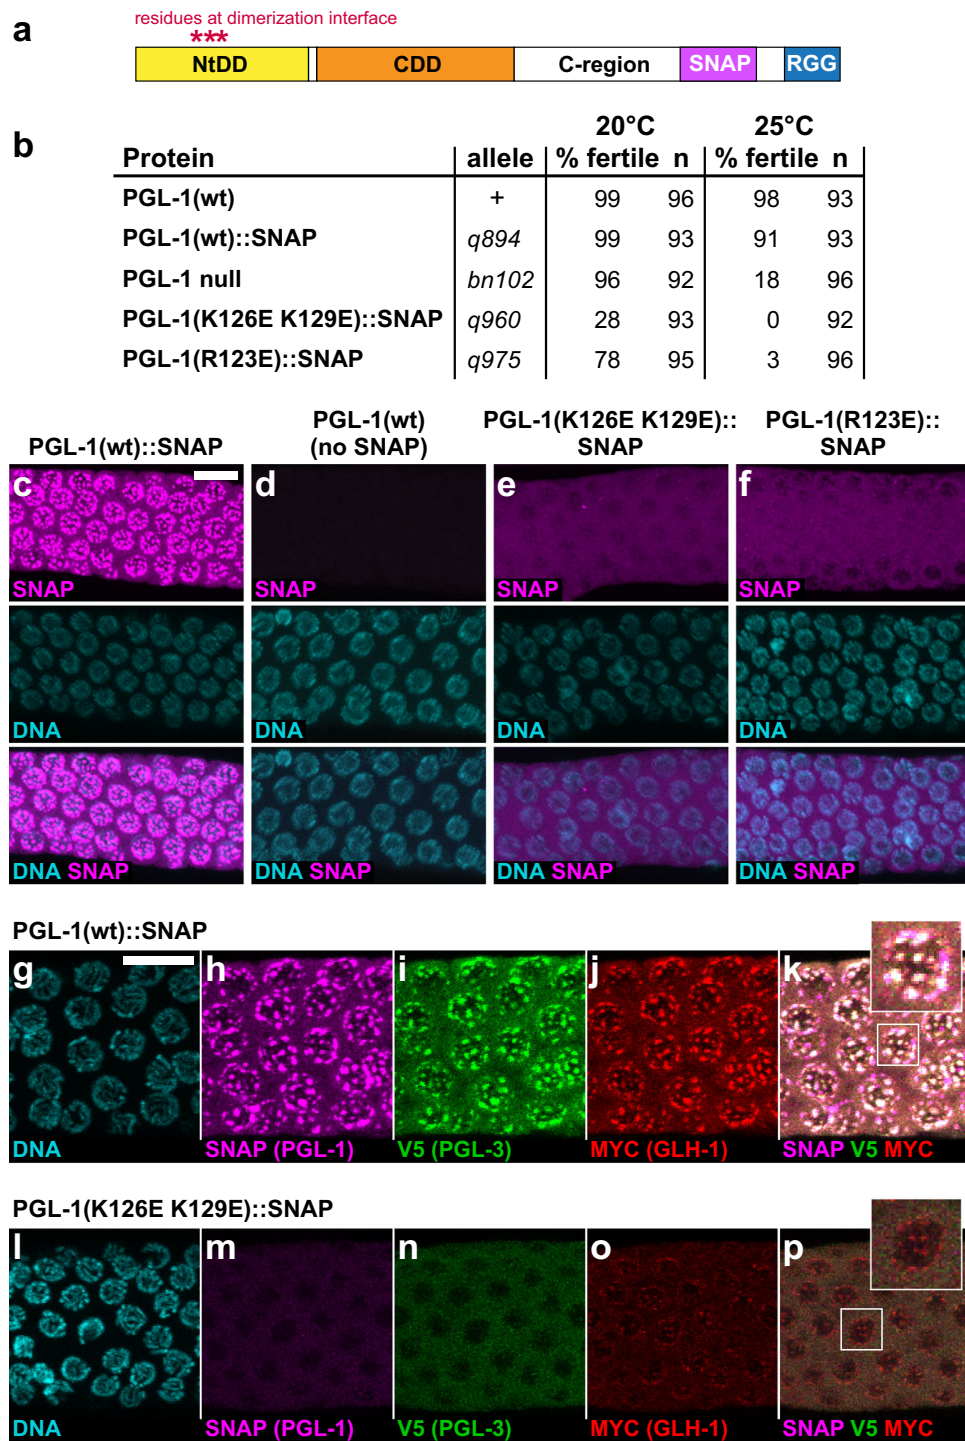 a
residues at dimerization interface
***
NtDD CDD C-region SNAP RGG
b
20°C 25°C
Protein allele % fertile n % fertile n
PGL-1(wt) + 99 96 98 93
PGL-1(wt)::SNAP q894 99 93 91 93
PGL-1 null bn102 96 92 18 96
PGL-1(K126E K129E)::SNAP q960 28 93 0 92
PGL-1(R123E)::SNAP q975 78 95 3 96
PGL-1(wt)::SNAP
PGL-1(wt)
(no SNAP)
PGL-1(K126E K129E)::
SNAP
PGL-1(R123E)::
SNAP
c d e f
SNAP SNAP SNAP SNAP
DNA DNA DNA DNA
DNA SNAP DNA SNAP DNA SNAP DNA SNAP
PGL-1(wt)::SNAP
g h i j k
DNA SNAP (PGL-1) V5 (PGL-3) MYC (GLH-1) SNAP V5 MYC
PGL-1(K126E K129E)::SNAP
l m n o p
DNA SNAP (PGL-1) V5 (PGL-3) MYC (GLH-1) SNAP V5 MYC